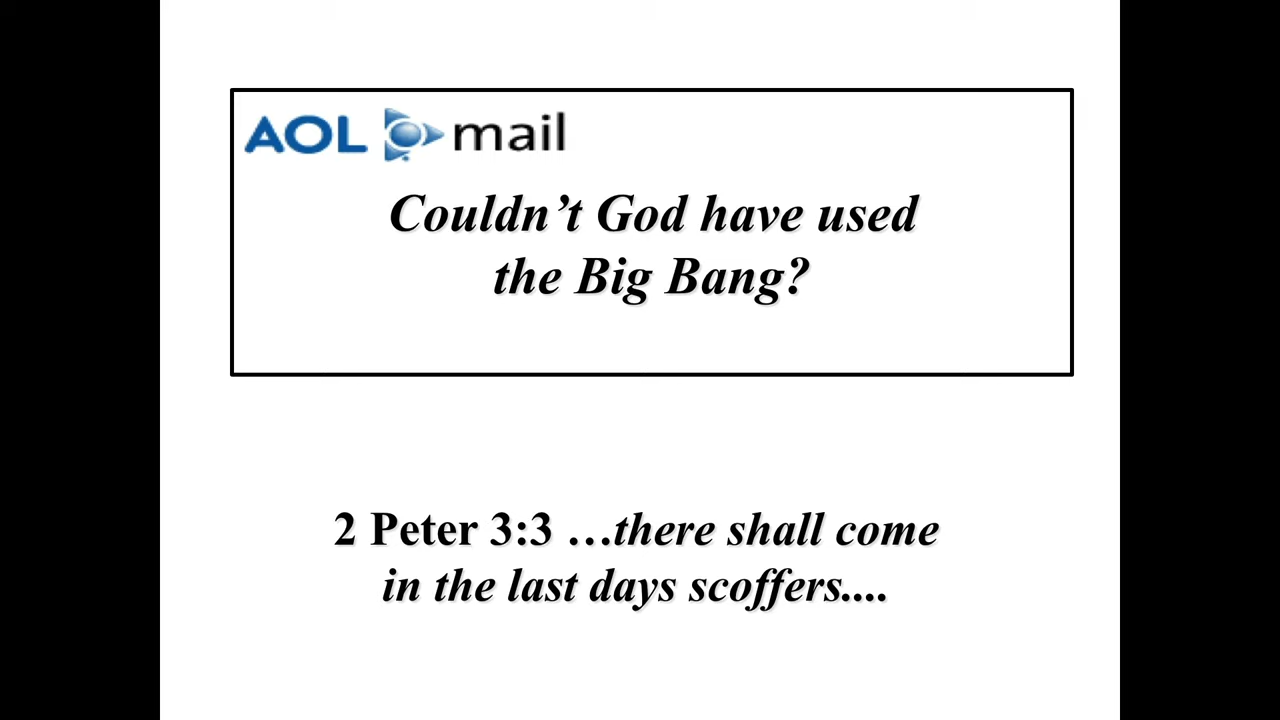 AOL mail
Couldn’t God have used
the Big Bang?
2 Peter 3:3 …there shall come
in the last days scoffers....